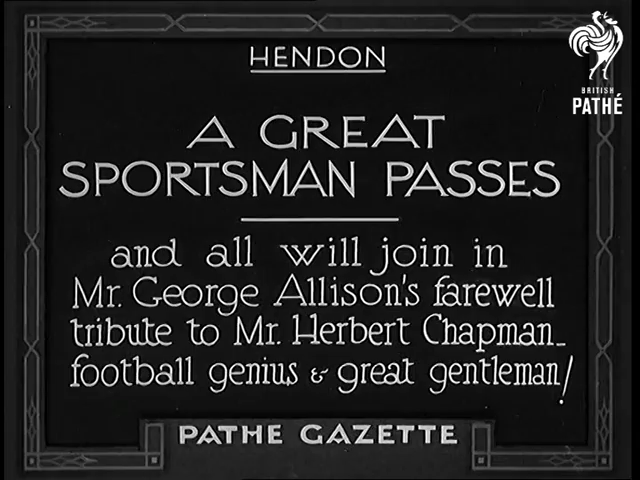 HENDON
A GREAT
SPORTSMAN PASSES
and all will join in
Mr. George Allison's farewell
tribute to Mr. Herbert Chapman_
football genius & great gentleman!
PATHE GAZETTE
BRITISH
PATHÉ